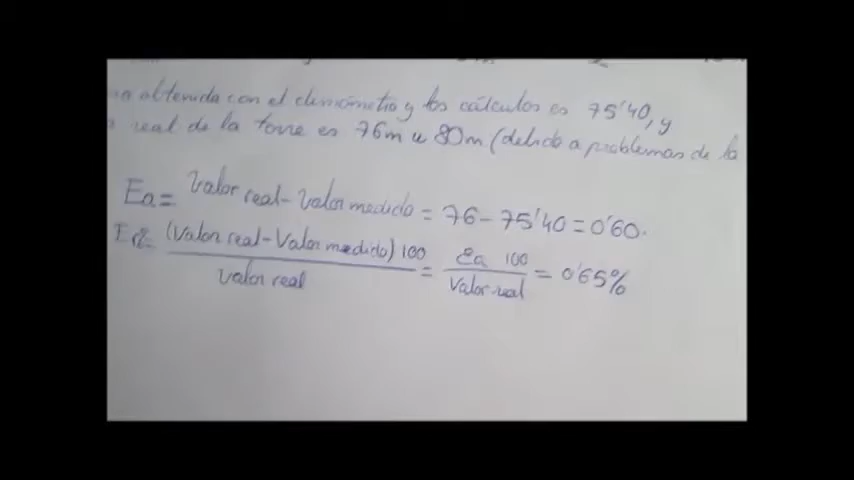 obtenida con el clinómetro y los cálculos es 75'40, y
real de la torre es 76m u 80m (debido a problemas de la
Ea = Valor real - Valor medido = 76 - 75'40 = 0'60.
Er = (Valor real - Valor medido) 100 / Valor real = Ea 100 / Valor real = 0'65%